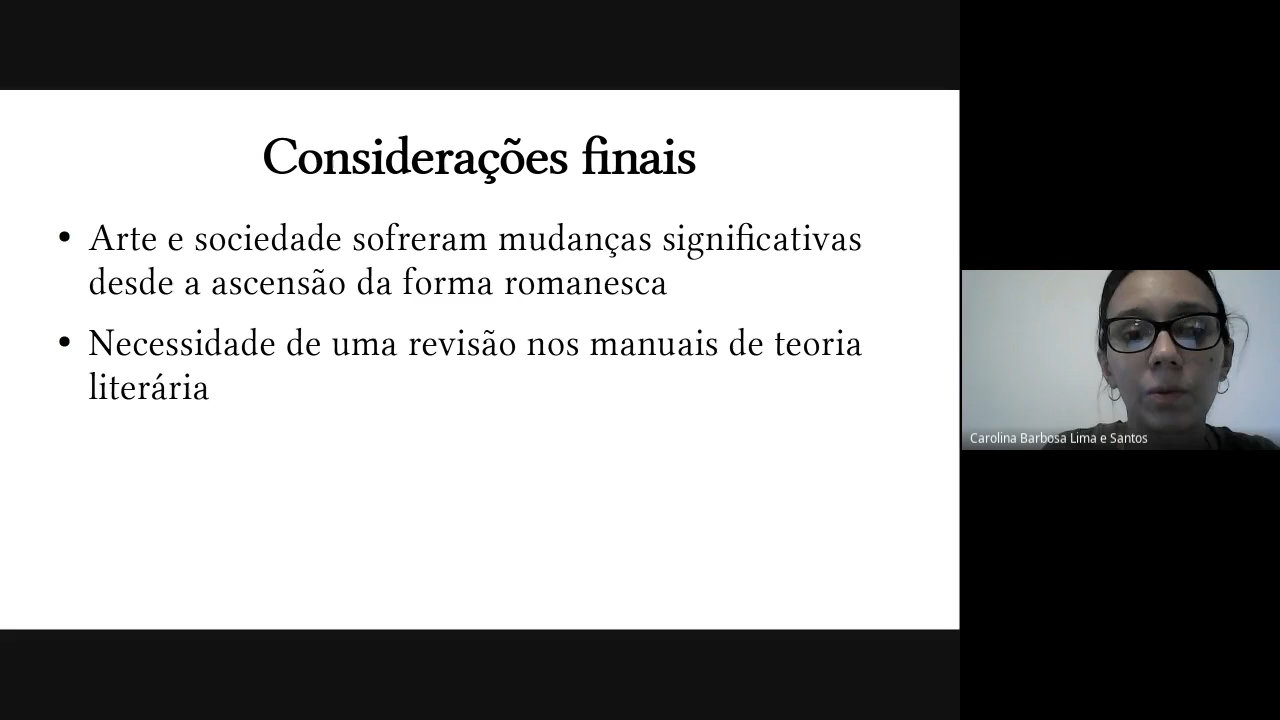 Considerações finais
• Arte e sociedade sofreram mudanças significativas
desde a ascensão da forma romanesca
• Necessidade de uma revisão nos manuais de teoria
literária
Carolina Barbosa Lima e Santos